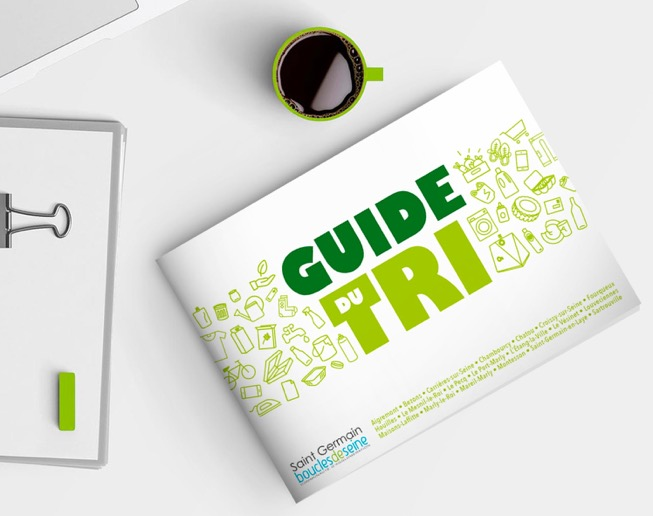 GUIDE
DU
TRI
Aigremont • Bezons • Carrières-sur-Seine • Chambourcy • Chatou • Croissy-sur-Seine • Fourqueux
Houilles • Le Mesnil-le-Roi • Le Pecq • Le Port-Marly • L'Étang-la-Ville • Le Vésinet • Louveciennes
Maisons-Laffitte • Marly-le-Roi • Mareil-Marly • Montesson • Saint-Germain-en-Laye • Sartrouville
Saint Germain
bouclesdeseine